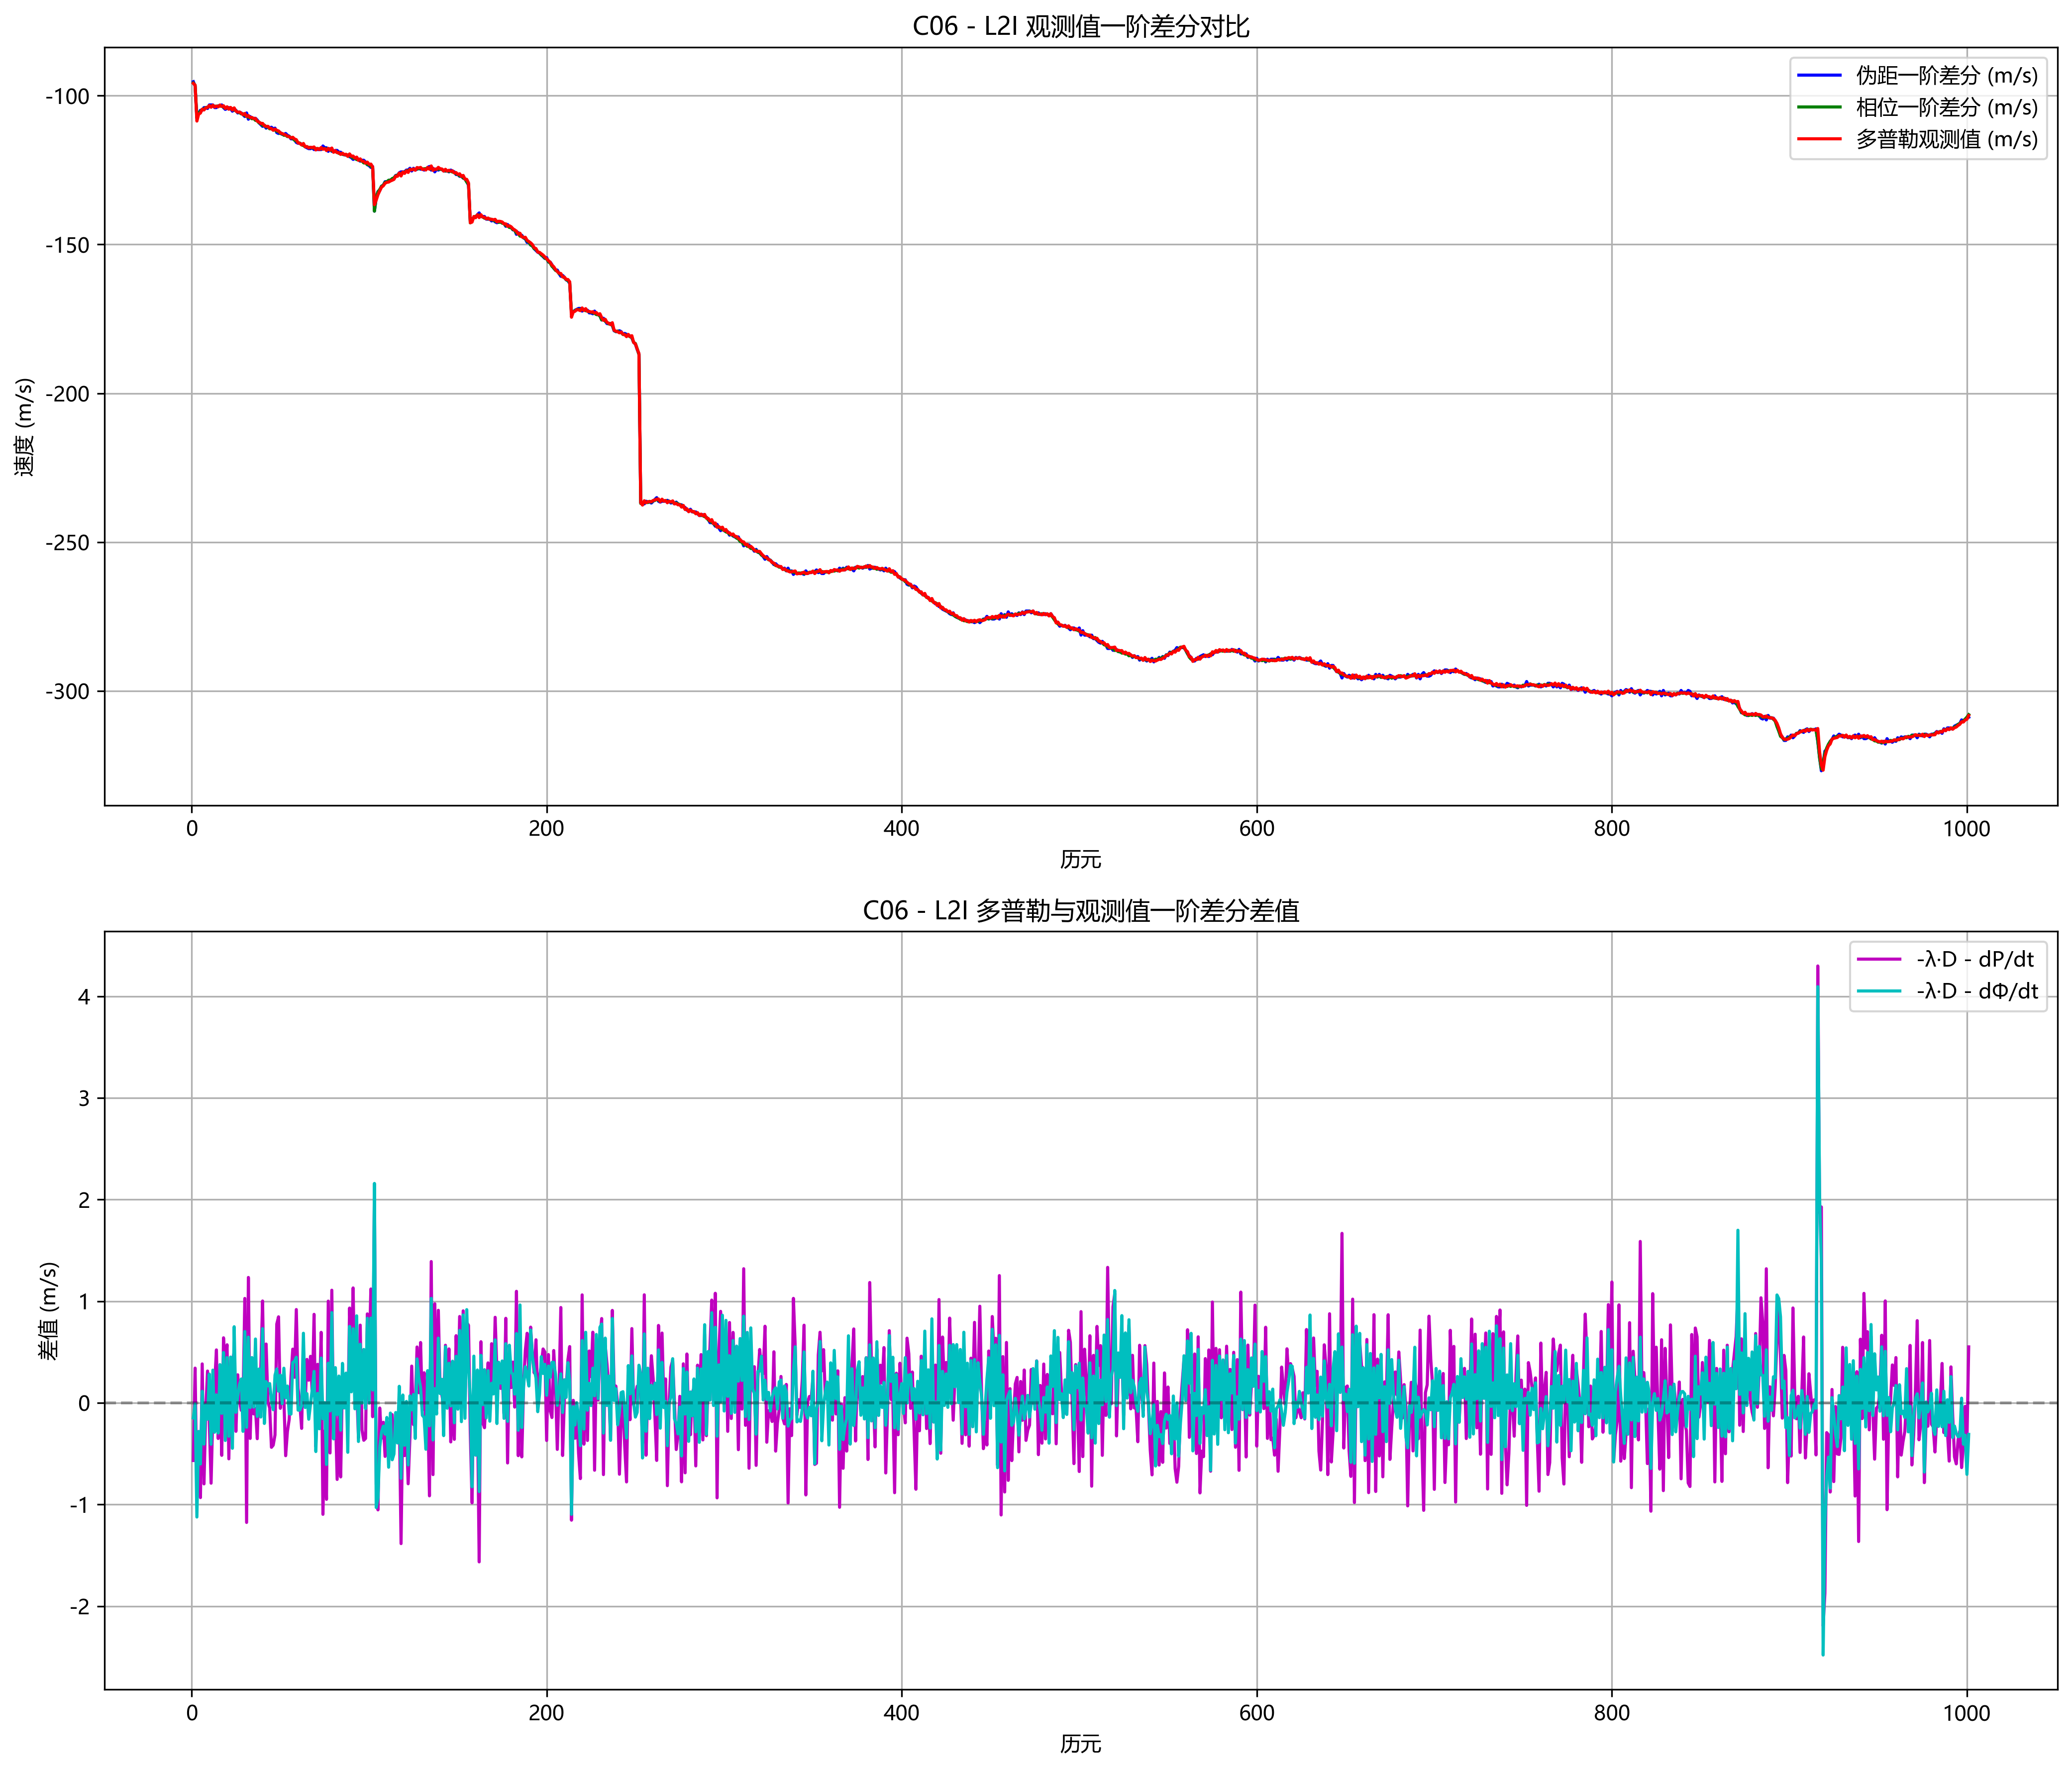 C06 - L2I 观测值一阶差分对比
伪距一阶差分 (m/s)
相位一阶差分 (m/s)
多普勒观测值 (m/s)
速度 (m/s)
-100
-150
-200
-250
-300
0 200 400 600 800 1000
历元
C06 - L2I 多普勒与观测值一阶差分差值
-λ·D - dP/dt
-λ·D - dΦ/dt
差值 (m/s)
4
3
2
1
0
-1
-2
0 200 400 600 800 1000
历元